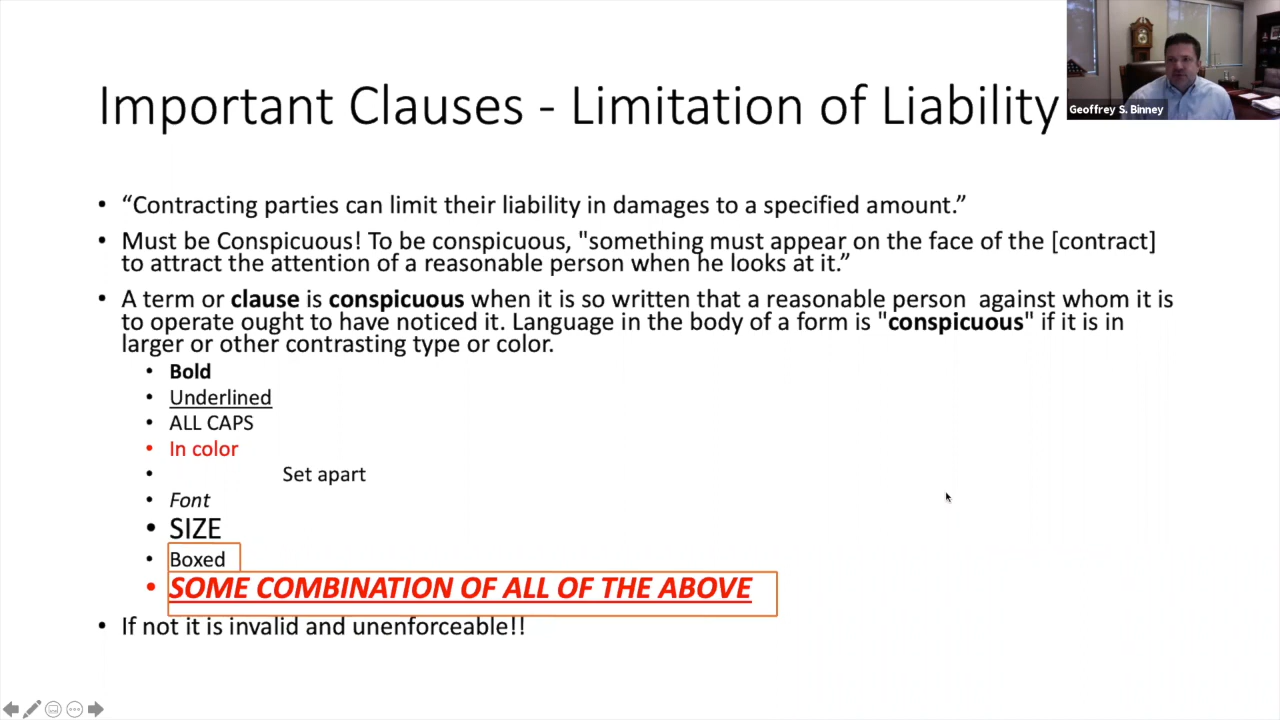 Important Clauses - Limitation of Liability
Geoffrey S. Binney
• “Contracting parties can limit their liability in damages to a specified amount.”
• Must be Conspicuous! To be conspicuous, "something must appear on the face of the [contract]
to attract the attention of a reasonable person when he looks at it.”
• A term or clause is conspicuous when it is so written that a reasonable person  against whom it is
to operate ought to have noticed it. Language in the body of a form is "conspicuous" if it is in
larger or other contrasting type or color.
• Bold
• Underlined
• ALL CAPS
• In color
• Set apart
• Font
• SIZE
• Boxed
• SOME COMBINATION OF ALL OF THE ABOVE
• If not it is invalid and unenforceable!!